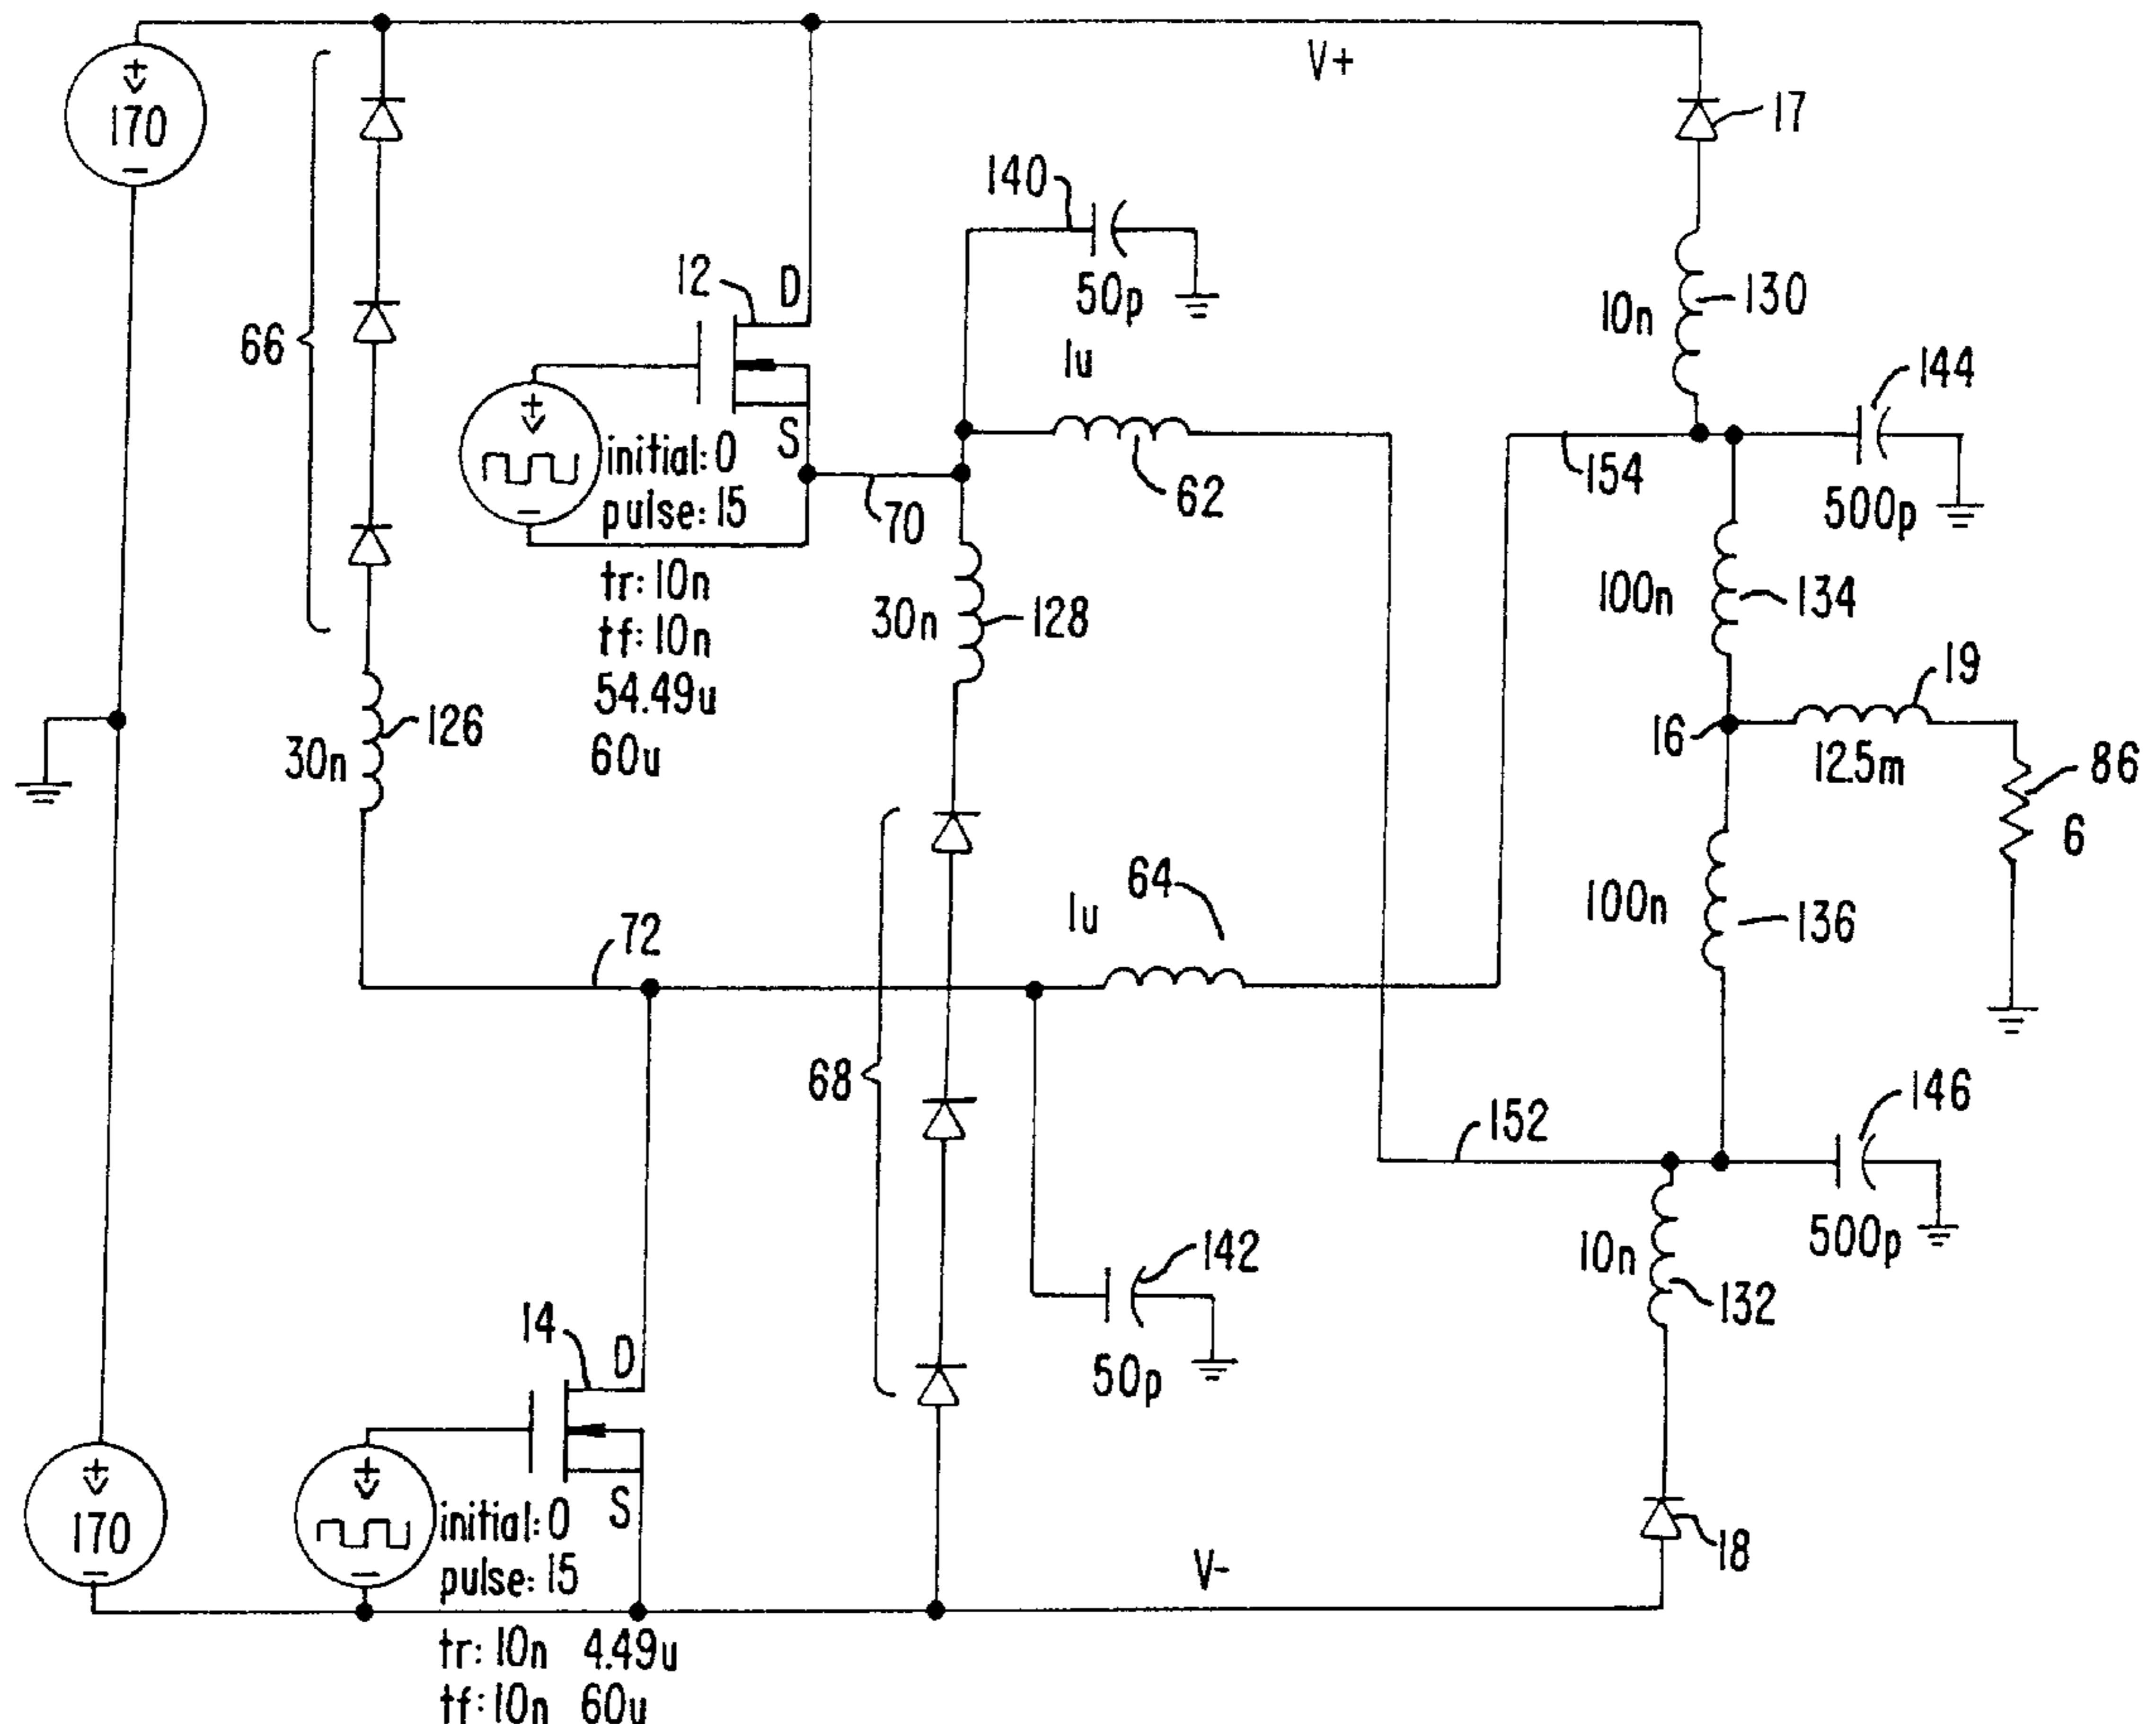 V+
17
170
140
50p
12
D
S
initial: 0
pulse: 15
tr: 10n
tf: 10n
54.49u
60u
66
1u
62
70
130
10n
144
500p
154
134
100n
19
16
12.5m
86
6
126
30n
128
30n
72
64
1u
136
100n
68
142
50p
152
146
500p
132
10n
14
D
S
170
initial: 0
pulse: 15
V-
18
tr: 10n 4.49u
tf: 10n 60u